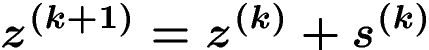 z^{(k+1)} = z^{(k)} + s^{(k)}